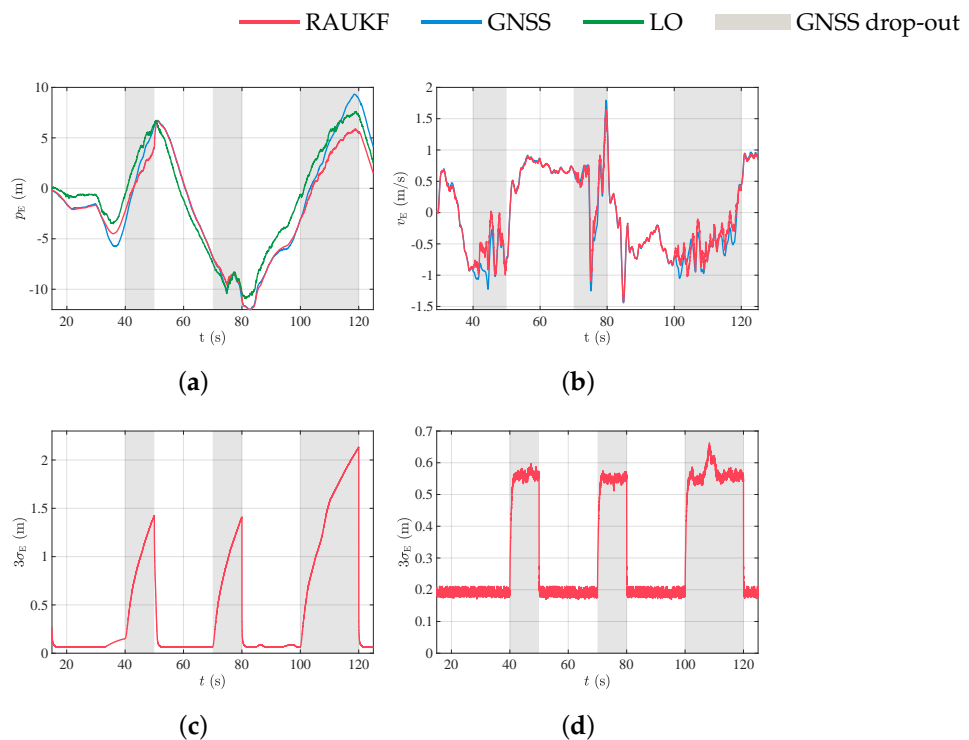 RAUKF GNSS LO GNSS drop-out
10
5
0
-5
-10
p_E (m)
20 40 60 80 100 120
t (s)
(a)
2
1.5
1
0.5
0
-0.5
-1
-1.5
v_E (m/s)
40 60 80 100 120
t (s)
(b)
2
1.5
1
0.5
0
3σ_E (m)
20 40 60 80 100 120
t (s)
(c)
0.7
0.6
0.5
0.4
0.3
0.2
0.1
0
3σ_E (m)
20 40 60 80 100 120
t (s)
(d)